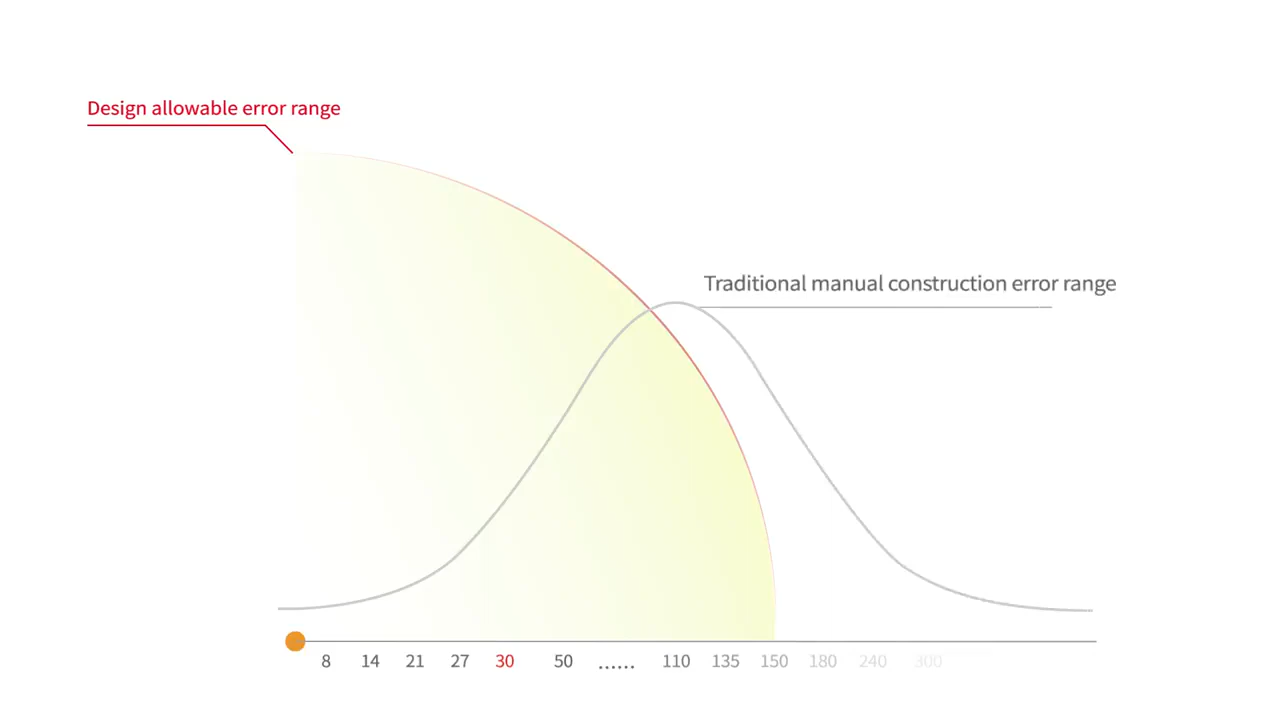 Design allowable error range
Traditional manual construction error range
8 14 21 27 30 50 ...... 110 135 150 180 240 300